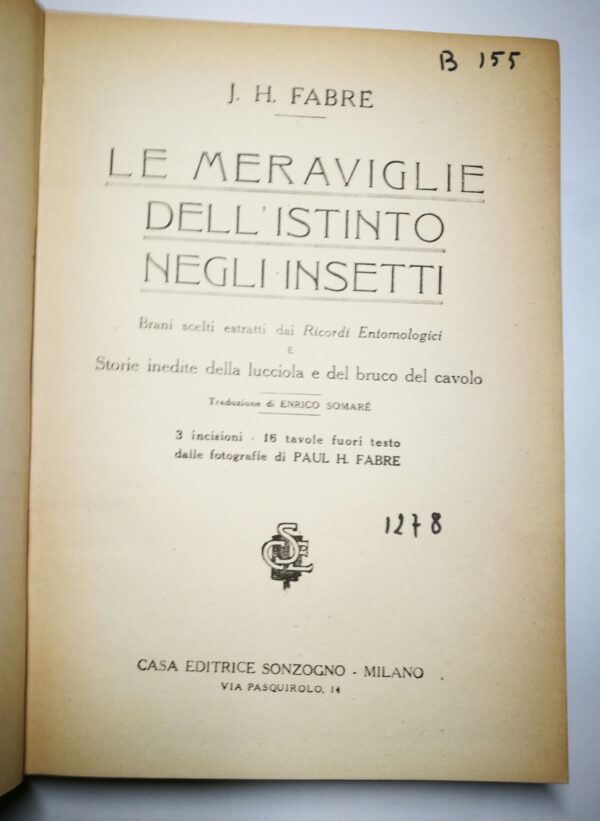 B 155
J. H. FABRE
LE MERAVIGLIE
DELL'ISTINTO
NEGLI INSETTI
Brani scelti estratti dai Ricordi Entomologici
E
Storie inedite della lucciola e del bruco del cavolo
Traduzione di ENRICO SOMARÉ
3 incisioni - 16 tavole fuori testo
dalle fotografie di PAUL H. FABRE
1278
SCE
CASA EDITRICE SONZOGNO - MILANO
VIA PASQUIROLO, 14